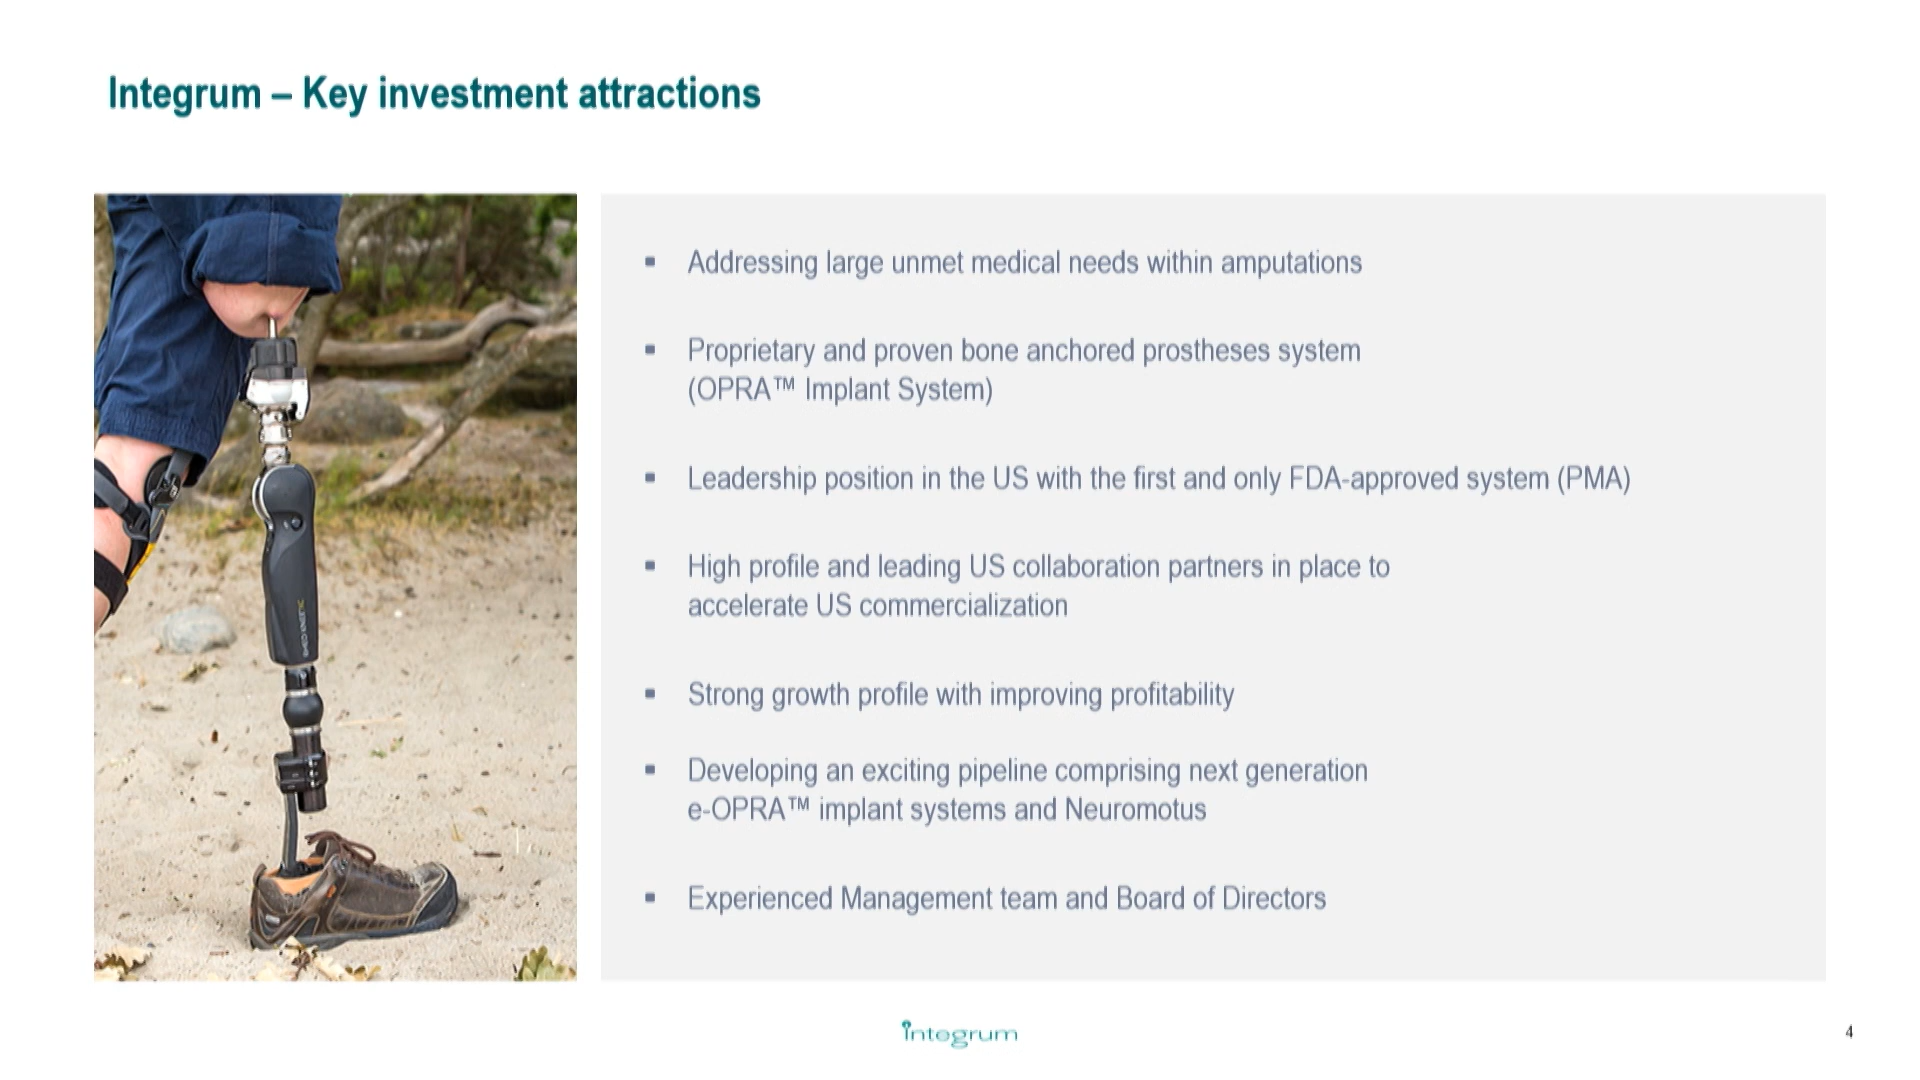 Integrum – Key investment attractions
▪ Addressing large unmet medical needs within amputations
▪ Proprietary and proven bone anchored prostheses system
(OPRA™ Implant System)
▪ Leadership position in the US with the first and only FDA-approved system (PMA)
▪ High profile and leading US collaboration partners in place to
accelerate US commercialization
▪ Strong growth profile with improving profitability
▪ Developing an exciting pipeline comprising next generation
e-OPRA™ implant systems and Neuromotus
▪ Experienced Management team and Board of Directors
integrum
4